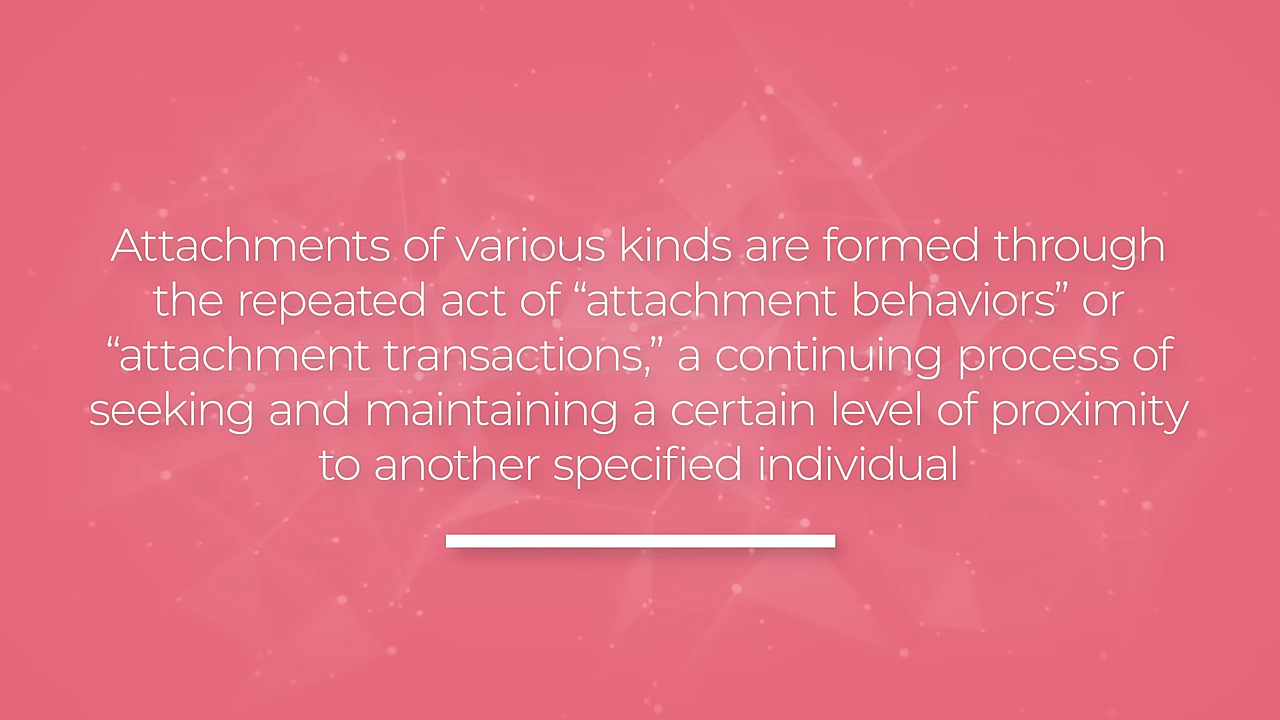 Attachments of various kinds are formed through
the repeated act of “attachment behaviors” or
“attachment transactions,” a continuing process of
seeking and maintaining a certain level of proximity
to another specified individual